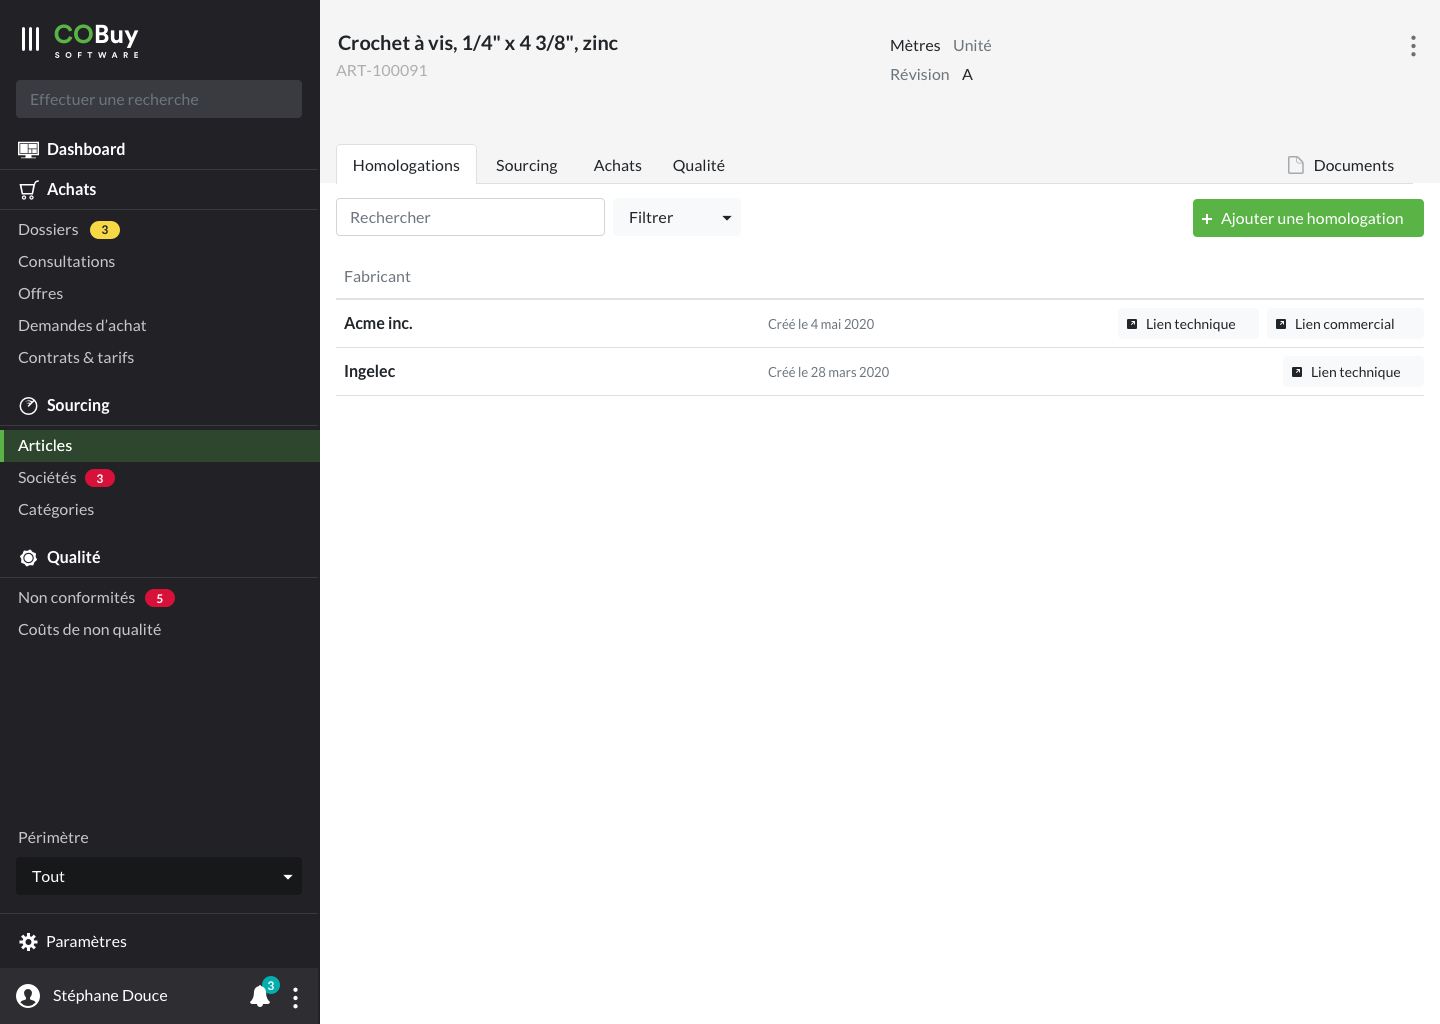 COBuy
SOFTWARE
Effectuer une recherche
Dashboard
Achats
Dossiers 3
Consultations
Offres
Demandes d’achat
Contrats & tarifs
Sourcing
Articles
Sociétés 3
Catégories
Qualité
Non conformités 5
Coûts de non qualité
Périmètre
Tout
Paramètres
Stéphane Douce 3
Crochet à vis, 1/4" x 4 3/8", zinc
ART-100091
Mètres Unité
Révision A
Homologations Sourcing Achats Qualité Documents
Rechercher Filtrer + Ajouter une homologation
Fabricant
Acme inc. Créé le 4 mai 2020 Lien technique Lien commercial
Ingelec Créé le 28 mars 2020 Lien technique